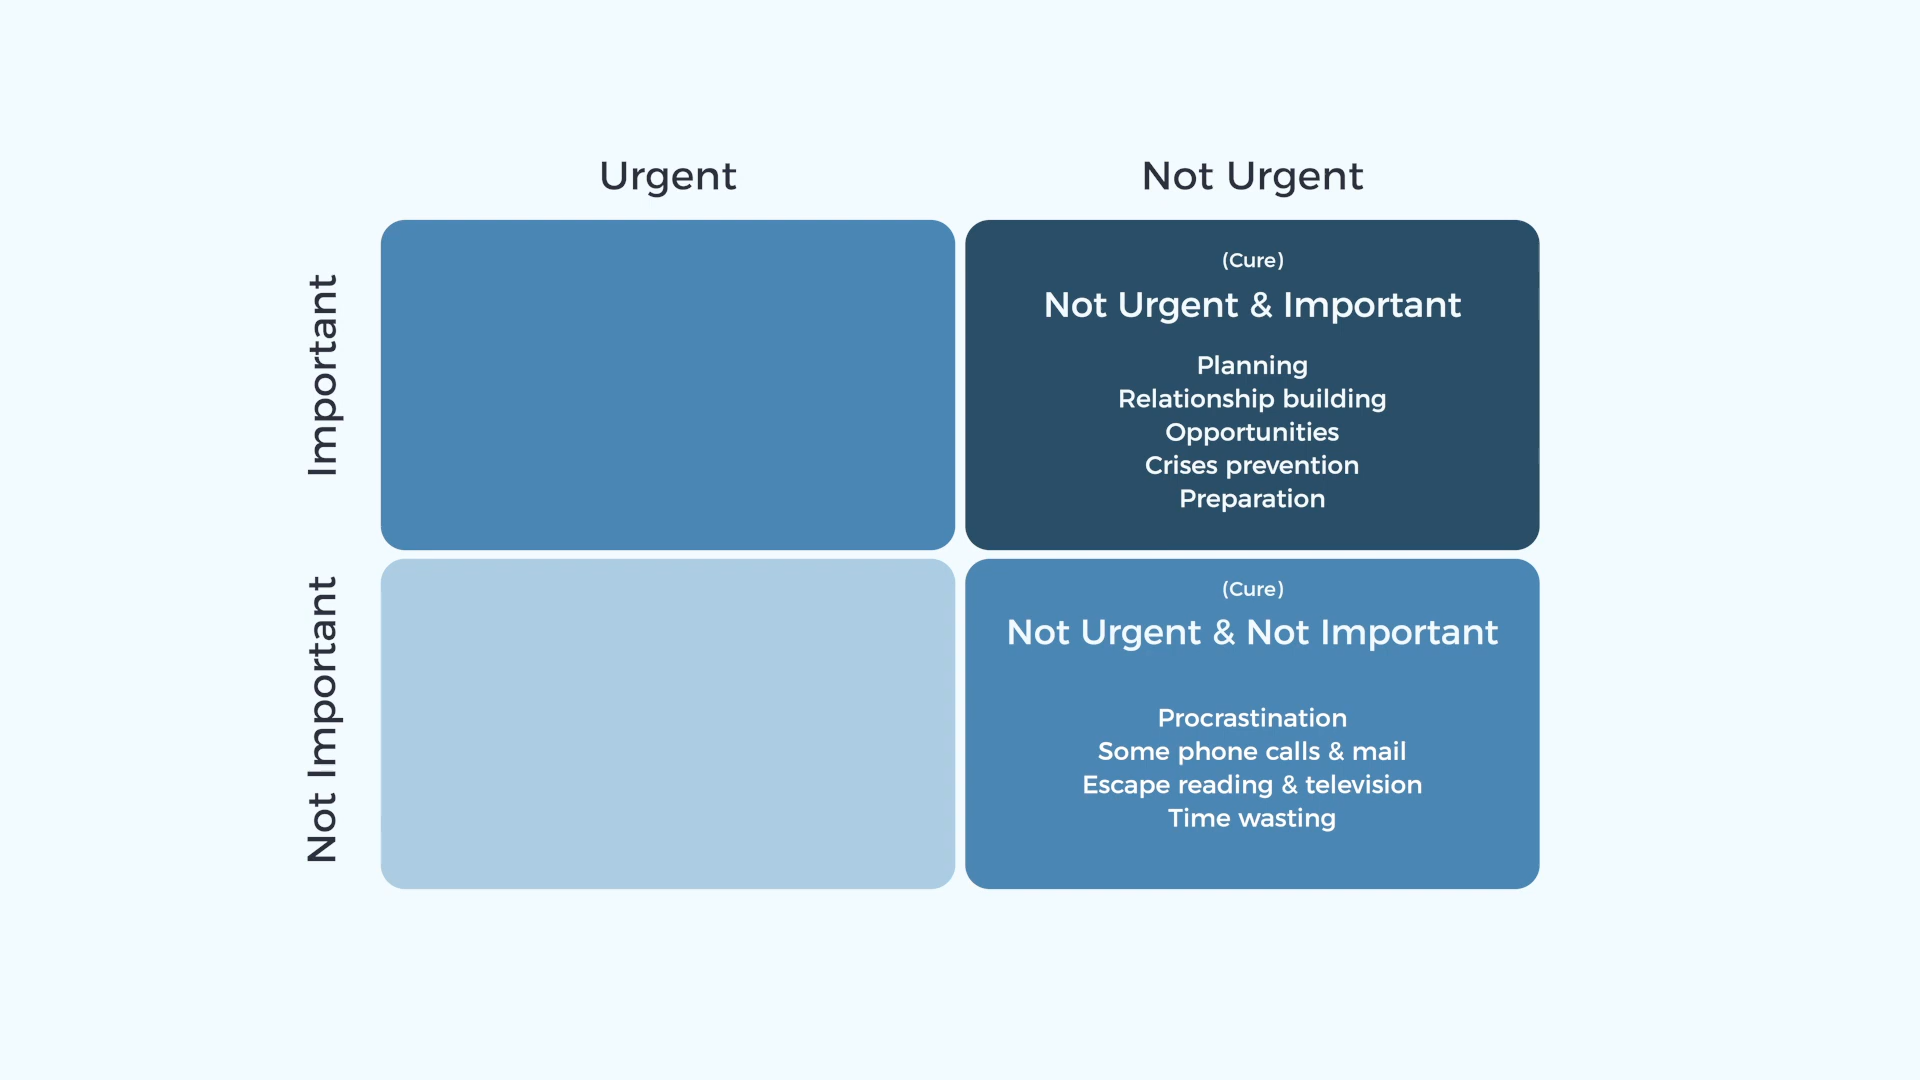 Urgent
Not Urgent
Important
(Cure)
Not Urgent & Important
Planning
Relationship building
Opportunities
Crises prevention
Preparation
Not Important
(Cure)
Not Urgent & Not Important
Procrastination
Some phone calls & mail
Escape reading & television
Time wasting